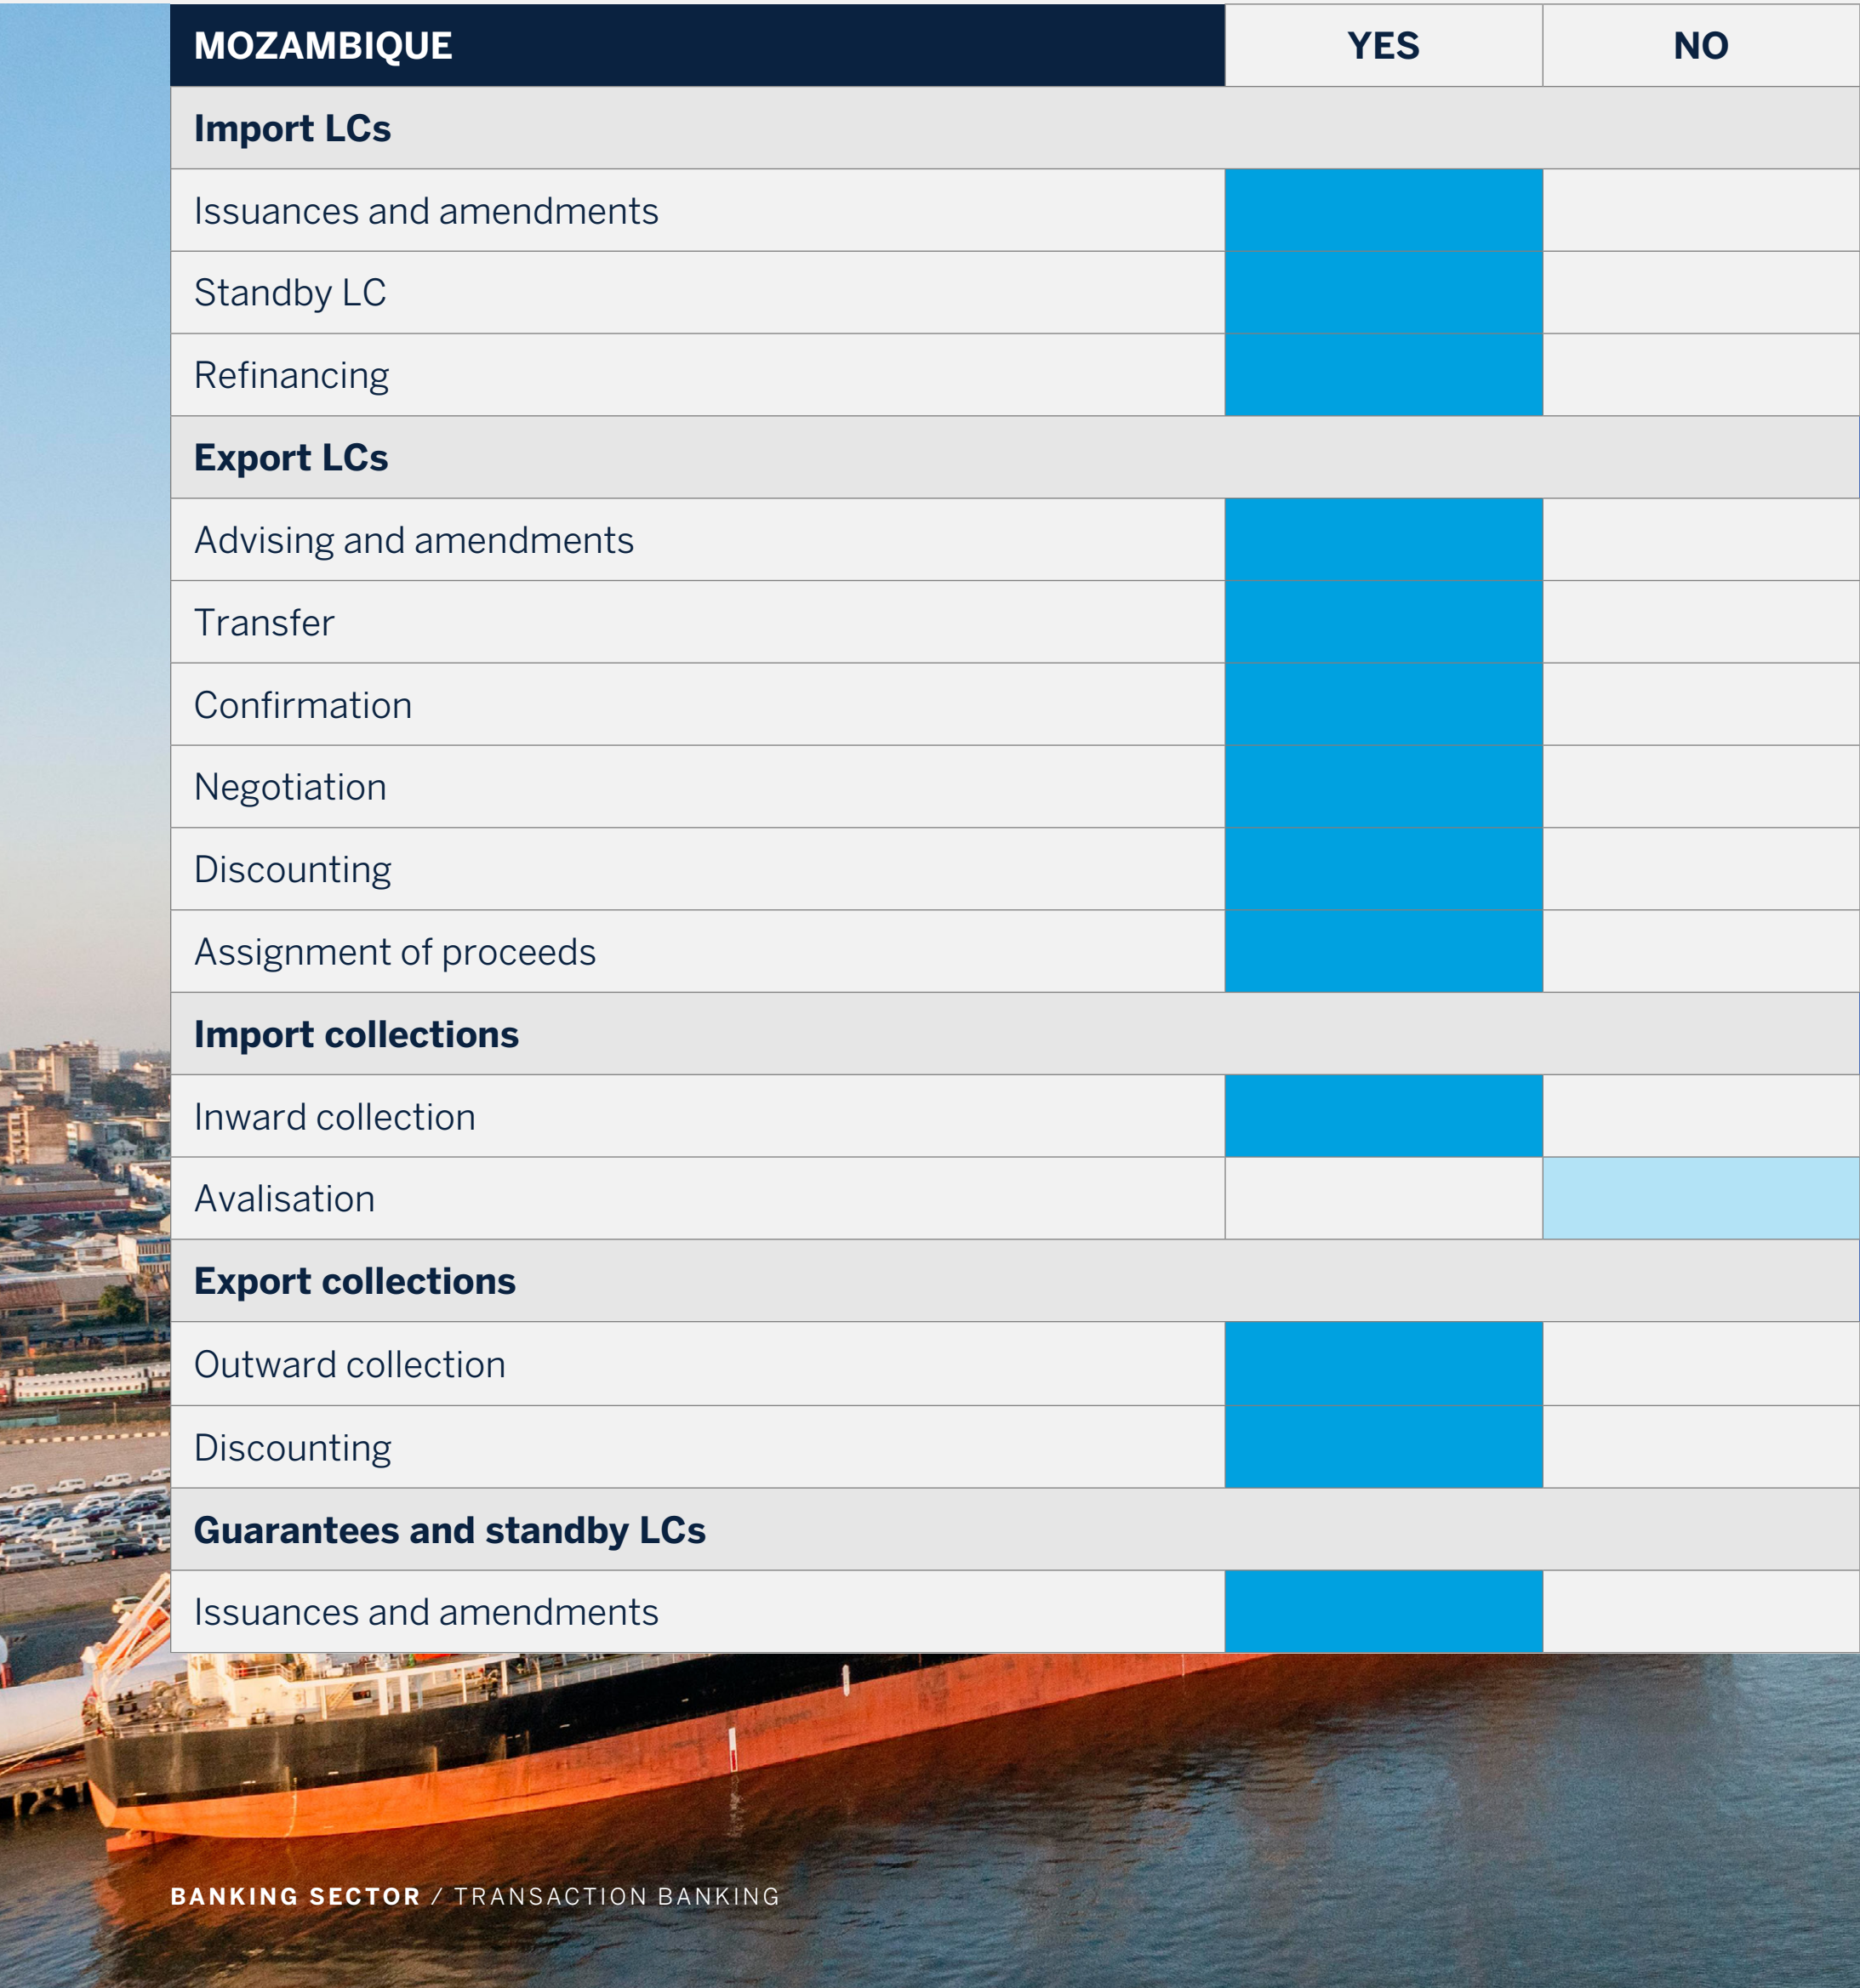 MOZAMBIQUE YES NO
Import LCs
Issuances and amendments
Standby LC
Refinancing
Export LCs
Advising and amendments
Transfer
Confirmation
Negotiation
Discounting
Assignment of proceeds
Import collections
Inward collection
Avalisation
Export collections
Outward collection
Discounting
Guarantees and standby LCs
Issuances and amendments
BANKING SECTOR / TRANSACTION BANKING